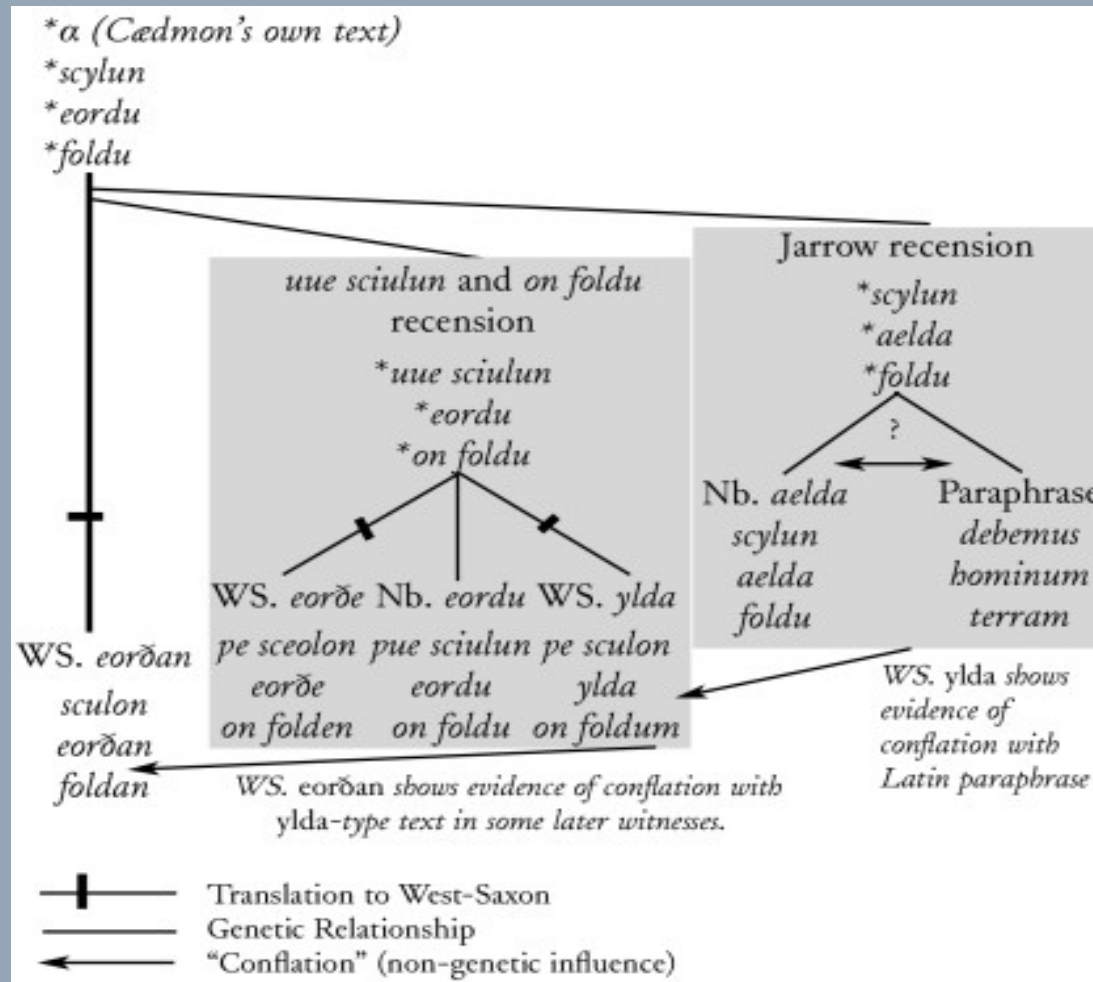 *α (Cædmon's own text)
*scylun
*eordu
*foldu
Jarrow recension
*scylun
*aelda
*foldu
?
Nb. aelda
scylun
aelda
foldu
Paraphrase
debemus
hominum
terram
uue sciulun and on foldu
recension
*uue sciulun
*eordu
*on foldu
WS. eorðe
pe sceolon
eorðe
on folden
Nb. eordu
pue sciulun
eordu
on foldu
WS. ylda
pe sculon
ylda
on foldum
WS. eorðan
sculon
eorðan
foldan
WS. ylda shows
evidence of
conflation with
Latin paraphrase
WS. eorðan shows evidence of conflation with
ylda-type text in some later witnesses.
Translation to West-Saxon
Genetic Relationship
“Conflation” (non-genetic influence)